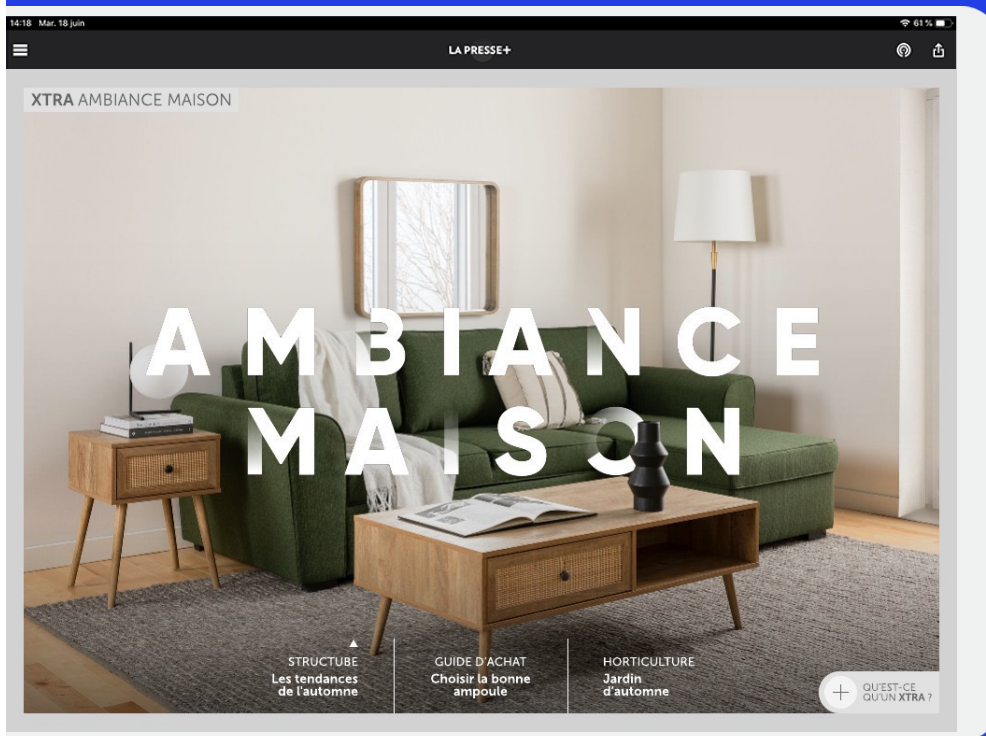 14:18 Mar. 18 juin
61 %
LA PRESSE+
XTRA AMBIANCE MAISON
AMBIANCE
MAISON
STRUCTUBE
Les tendances
de l'automne
GUIDE D'ACHAT
Choisir la bonne
ampoule
HORTICULTURE
Jardin
d'automne
QU'EST-CE
QU'UN XTRA ?